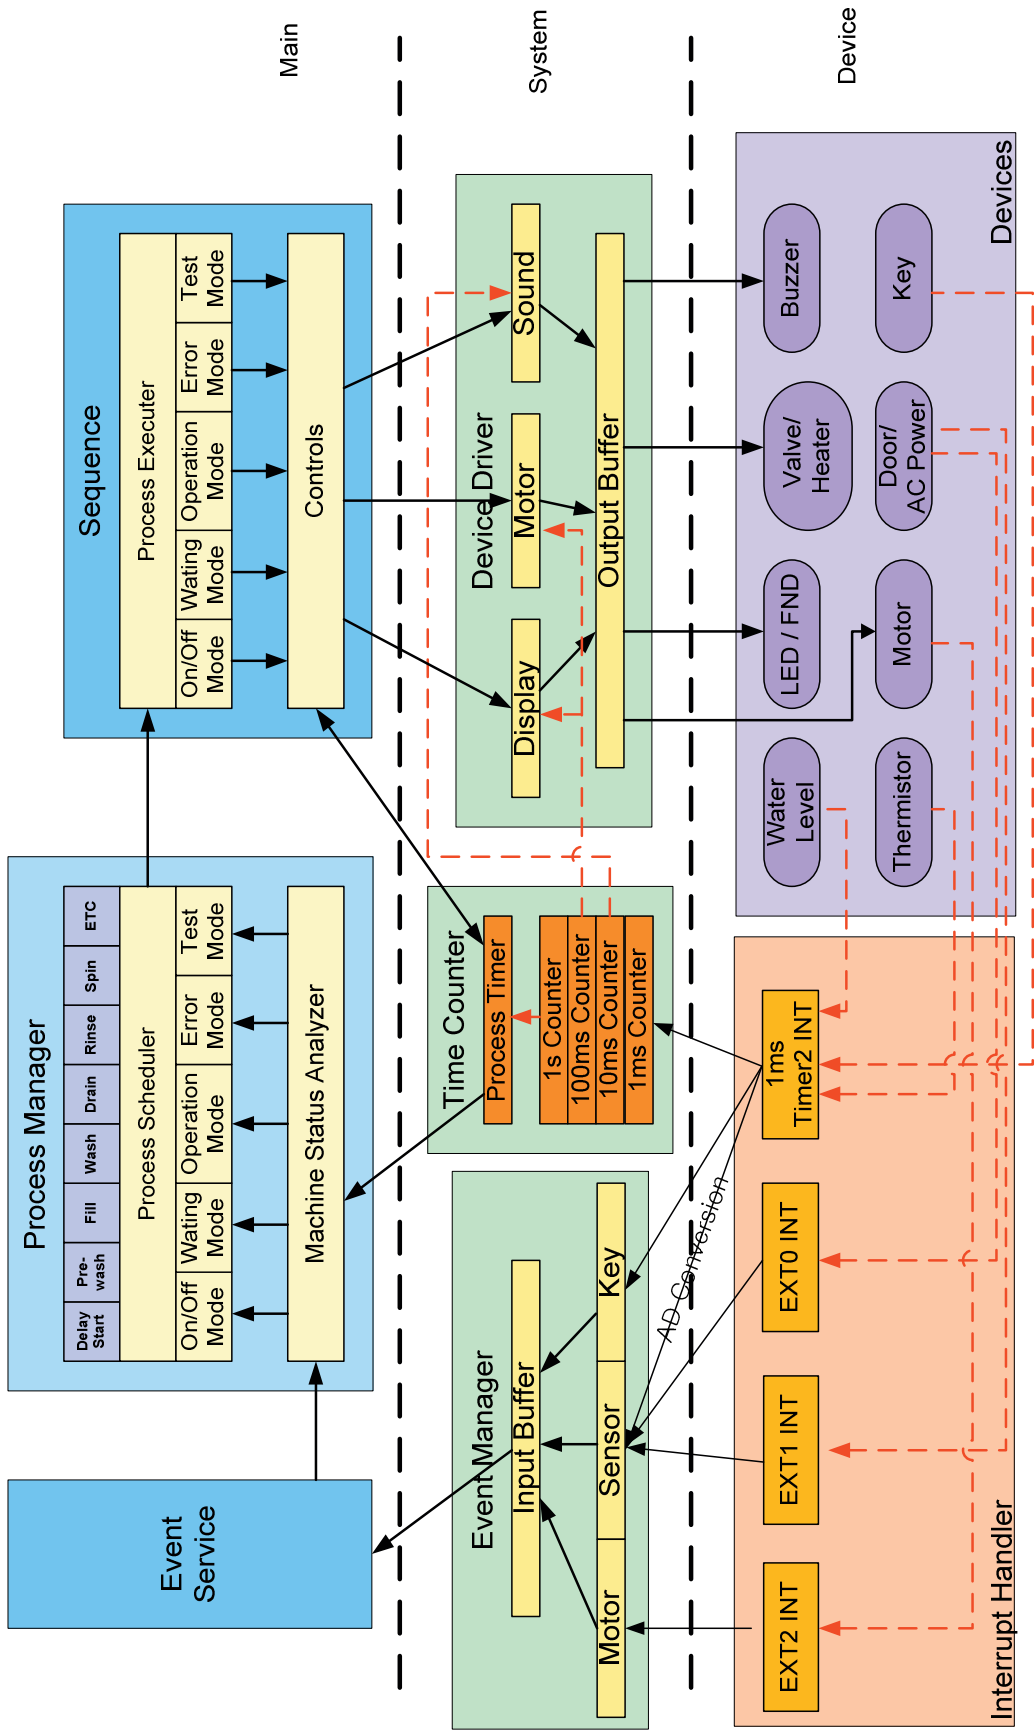 Event
Service
Process Manager
Delay
Start
Pre-
wash
Fill
Wash
Drain
Rinse
Spin
ETC
Process Scheduler
On/Off
Mode
Wating
Mode
Operation
Mode
Error
Mode
Test
Mode
Machine Status Analyzer
Sequence
Process Executer
On/Off
Mode
Wating
Mode
Operation
Mode
Error
Mode
Test
Mode
Controls
Main
Event Manager
Input Buffer
Motor
Sensor
Key
Time Counter
Process Timer
1s Counter
100ms Counter
10ms Counter
1ms Counter
Device Driver
Display
Motor
Sound
Output Buffer
System
AD Conversion
EXT2 INT
EXT1 INT
EXT0 INT
1ms
Timer2 INT
Interrupt Handler
Water
Level
LED / FND
Valve/
Heater
Buzzer
Thermistor
Motor
Door/
AC Power
Key
Devices
Device